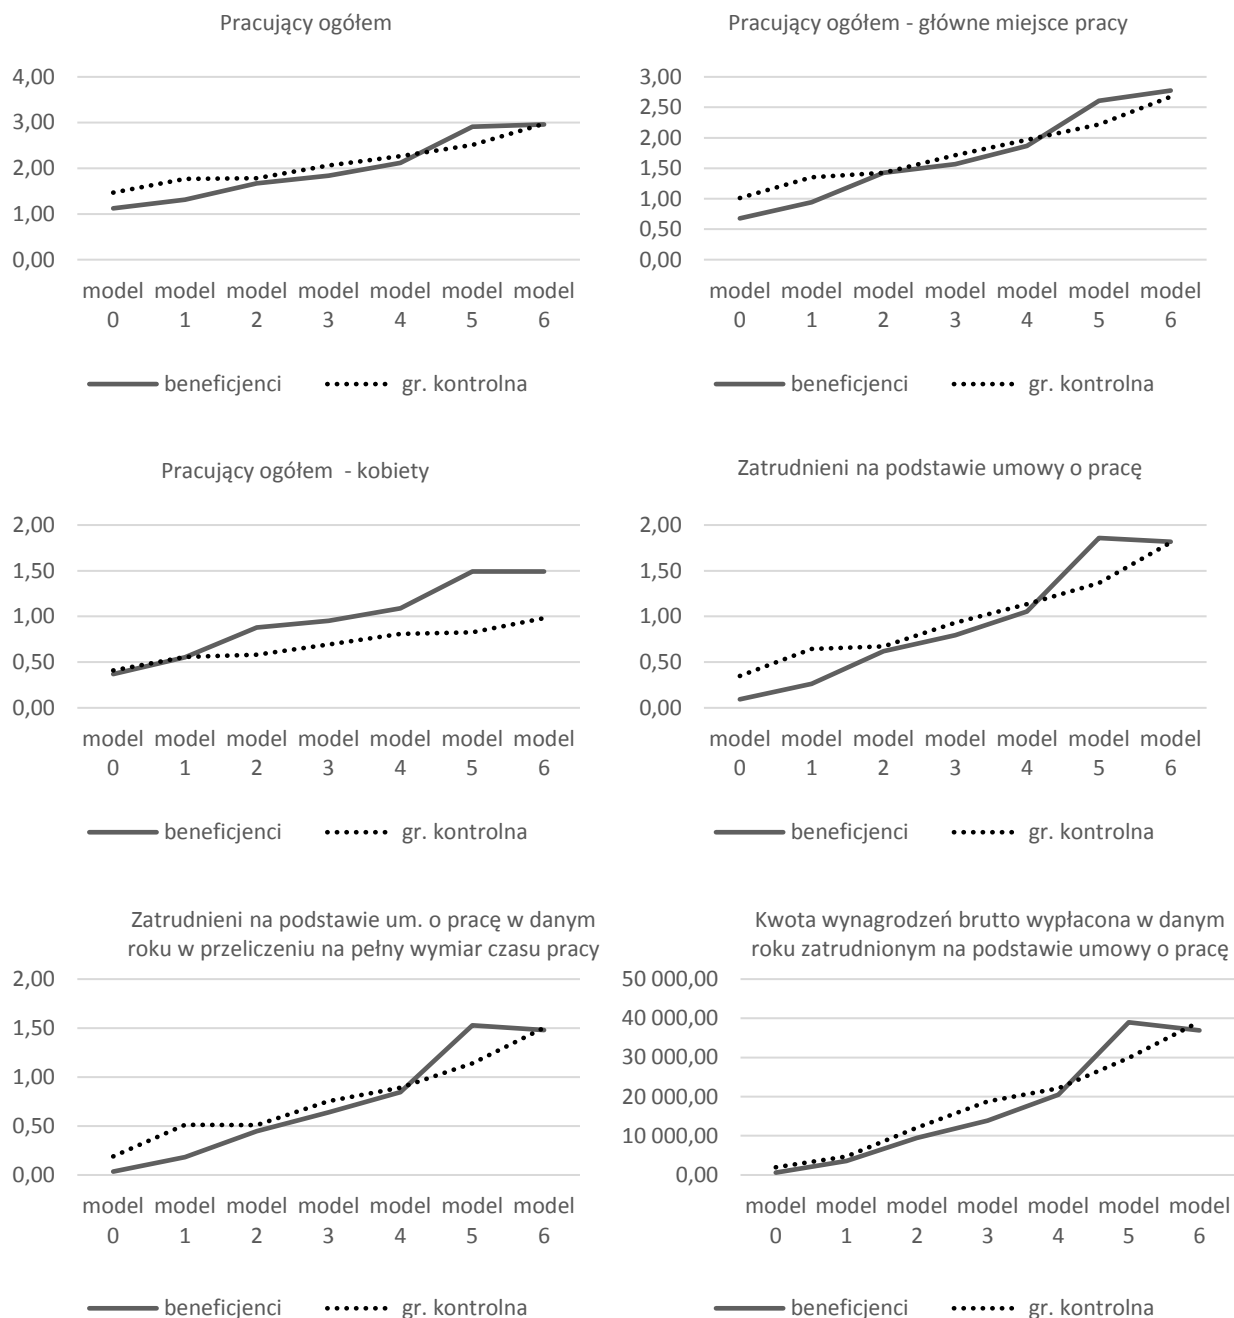 Pracujący ogółem
4,00
3,00
2,00
1,00
0,00
model model model model model model model
0 1 2 3 4 5 6
beneficjenci gr. kontrolna
Pracujący ogółem - główne miejsce pracy
3,00
2,50
2,00
1,50
1,00
0,50
0,00
model model model model model model model
0 1 2 3 4 5 6
beneficjenci gr. kontrolna
Pracujący ogółem - kobiety
2,00
1,50
1,00
0,50
0,00
model model model model model model model
0 1 2 3 4 5 6
beneficjenci gr. kontrolna
Zatrudnieni na podstawie umowy o pracę
2,00
1,50
1,00
0,50
0,00
model model model model model model model
0 1 2 3 4 5 6
beneficjenci gr. kontrolna
Zatrudnieni na podstawie um. o pracę w danym
roku w przeliczeniu na pełny wymiar czasu pracy
2,00
1,50
1,00
0,50
0,00
model model model model model model model
0 1 2 3 4 5 6
beneficjenci gr. kontrolna
Kwota wynagrodzeń brutto wypłacona w danym
roku zatrudnionym na podstawie umowy o pracę
50 000,00
40 000,00
30 000,00
20 000,00
10 000,00
0,00
model model model model model model model
0 1 2 3 4 5 6
beneficjenci gr. kontrolna